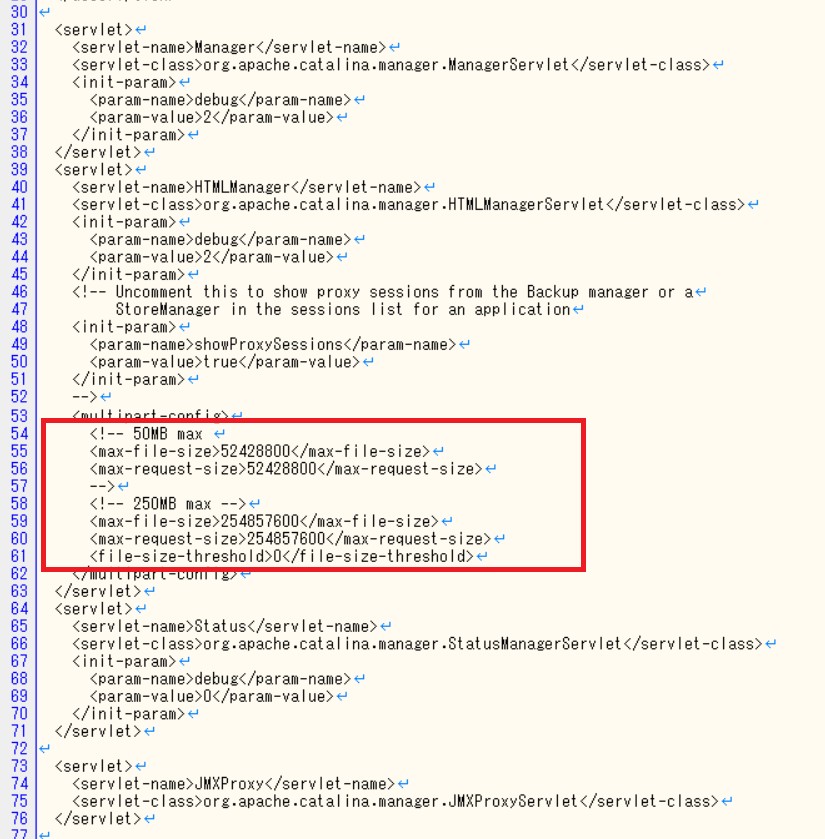 30
31 <servlet>
32 <servlet-name>Manager</servlet-name>
33 <servlet-class>org.apache.catalina.manager.ManagerServlet</servlet-class>
34 <init-param>
35 <param-name>debug</param-name>
36 <param-value>2</param-value>
37 </init-param>
38 </servlet>
39 <servlet>
40 <servlet-name>HTMLManager</servlet-name>
41 <servlet-class>org.apache.catalina.manager.HTMLManagerServlet</servlet-class>
42 <init-param>
43 <param-name>debug</param-name>
44 <param-value>2</param-value>
45 </init-param>
46 <!-- Uncomment this to show proxy sessions from the Backup manager or a
47 StoreManager in the sessions list for an application
48 <init-param>
49 <param-name>showProxySessions</param-name>
50 <param-value>true</param-value>
51 </init-param>
52 -->
53 <multipart-config>
54 <!-- 50MB max
55 <max-file-size>52428800</max-file-size>
56 <max-request-size>52428800</max-request-size>
57 -->
58 <!-- 250MB max -->
59 <max-file-size>254857600</max-file-size>
60 <max-request-size>254857600</max-request-size>
61 <file-size-threshold>0</file-size-threshold>
62 </multipart-config>
63 </servlet>
64 <servlet>
65 <servlet-name>Status</servlet-name>
66 <servlet-class>org.apache.catalina.manager.StatusManagerServlet</servlet-class>
67 <init-param>
68 <param-name>debug</param-name>
69 <param-value>0</param-value>
70 </init-param>
71 </servlet>
72
73 <servlet>
74 <servlet-name>JMXProxy</servlet-name>
75 <servlet-class>org.apache.catalina.manager.JMXProxyServlet</servlet-class>
76 </servlet>
77